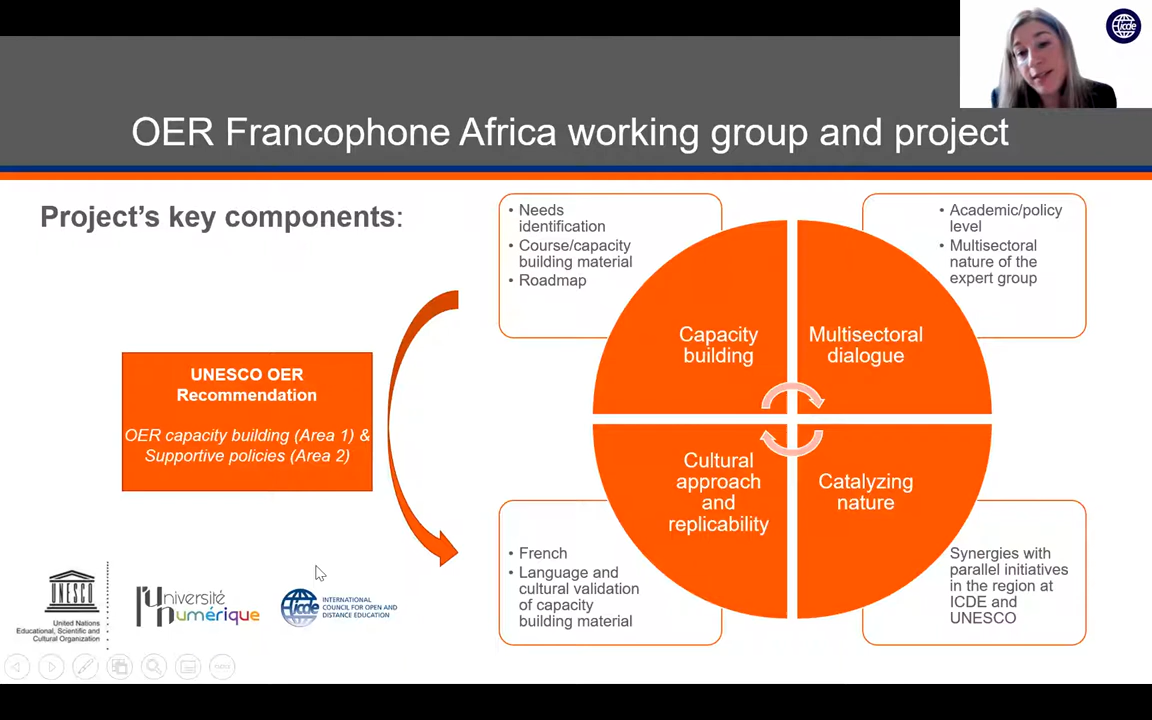 icde
OER Francophone Africa working group and project
Project's key components:
• Needs
identification
• Course/capacity
building material
• Roadmap
• Academic/policy
level
• Multisectoral
nature of the
expert group
Capacity
building
Multisectoral
dialogue
UNESCO OER
Recommendation
OER capacity building (Area 1) &
Supportive policies (Area 2)
Cultural
approach
and
replicability
Catalyzing
nature
• French
• Language and
cultural validation
of capacity
building material
Synergies with
parallel initiatives
in the region at
ICDE and
UNESCO
UNESCO
United Nations
Educational, Scientific and
Cultural Organization
l'Université
Numérique
icde
INTERNATIONAL
COUNCIL FOR OPEN AND
DISTANCE EDUCATION